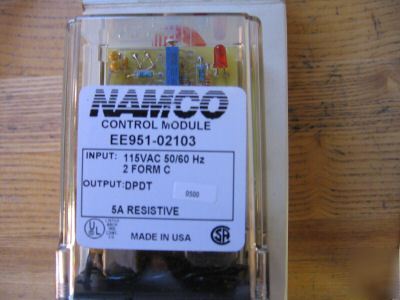 NAMCO
CONTROL MODULE
EE951-02103
INPUT: 115VAC 50/60 Hz
2 FORM C
OUTPUT: DPDT
0500
5A RESISTIVE
UL
MADE IN USA